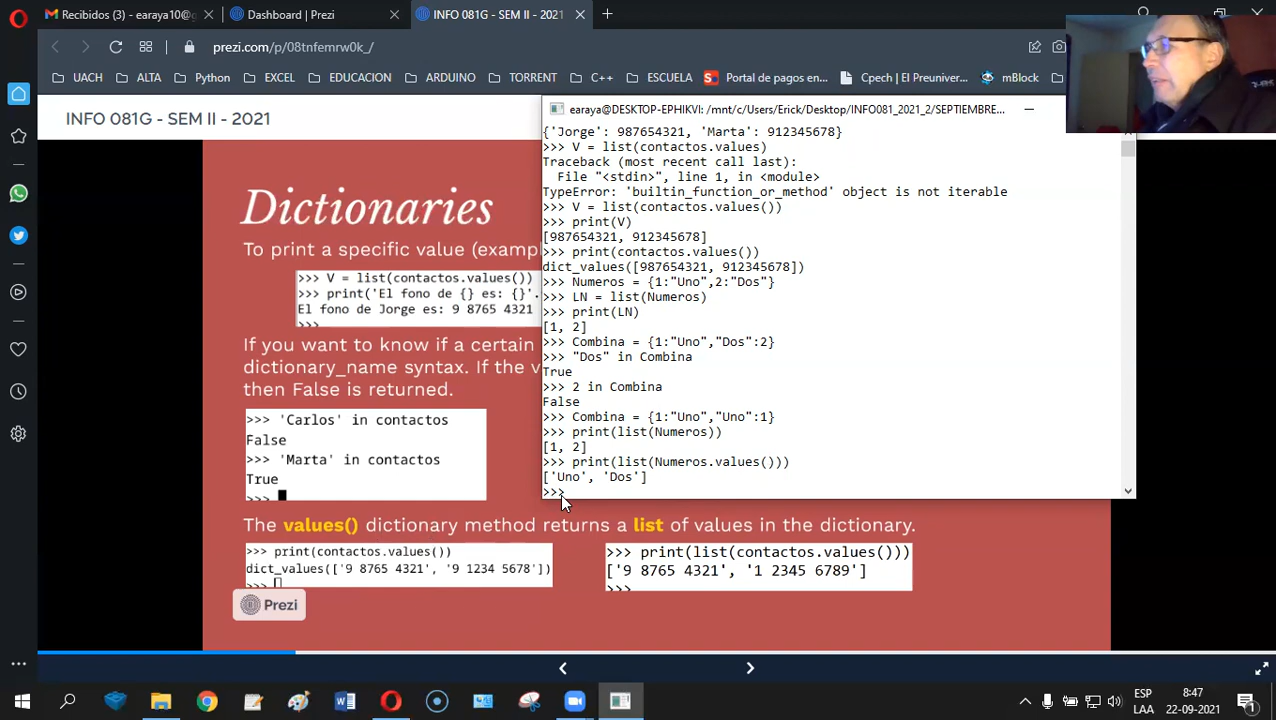 Recibidos (3) - earaya10@g
Dashboard | Prezi
INFO 081G - SEM II - 2021
prezi.com/p/08tnfemrw0k_/
UACH
ALTA
Python
EXCEL
EDUCACION
ARDUINO
TORRENT
C++
ESCUELA
Portal de pagos en...
Cpech | El Preuniver...
mBlock
INFO 081G - SEM II - 2021
earaya@DESKTOP-EPHIKVI: /mnt/c/Users/Erick/Desktop/INFO081_2021_2/SEPTIEMBRE...
{'Jorge': 987654321, 'Marta': 912345678}
>>> V = list(contactos.values)
Traceback (most recent call last):
File "<stdin>", line 1, in <module>
TypeError: 'builtin_function_or_method' object is not iterable
>>> V = list(contactos.values())
>>> print(V)
[987654321, 912345678]
>>> print(contactos.values())
dict_values([987654321, 912345678])
>>> Numeros = {1:"Uno",2:"Dos"}
>>> LN = list(Numeros)
>>> print(LN)
[1, 2]
>>> Combina = {1:"Uno","Dos":2}
>>> "Dos" in Combina
True
>>> 2 in Combina
False
>>> Combina = {1:"Uno","Uno":1}
>>> print(list(Numeros))
[1, 2]
>>> print(list(Numeros.values()))
['Uno', 'Dos']
>>>
Dictionaries
To print a specific value (examp
>>> V = list(contactos.values())
>>> print('El fono de {} es: {}'.
El fono de Jorge es: 9 8765 4321
>>>
If you want to know if a certain
dictionary_name syntax. If the v
then False is returned.
>>> 'Carlos' in contactos
False
>>> 'Marta' in contactos
True
>>>
The values() dictionary method returns a list of values in the dictionary.
>>> print(contactos.values())
dict_values(['9 8765 4321', '9 1234 5678'])
>>>
>>> print(list(contactos.values()))
['9 8765 4321', '1 2345 6789']
>>>
Prezi
ESP
LAA
8:47
22-09-2021
1